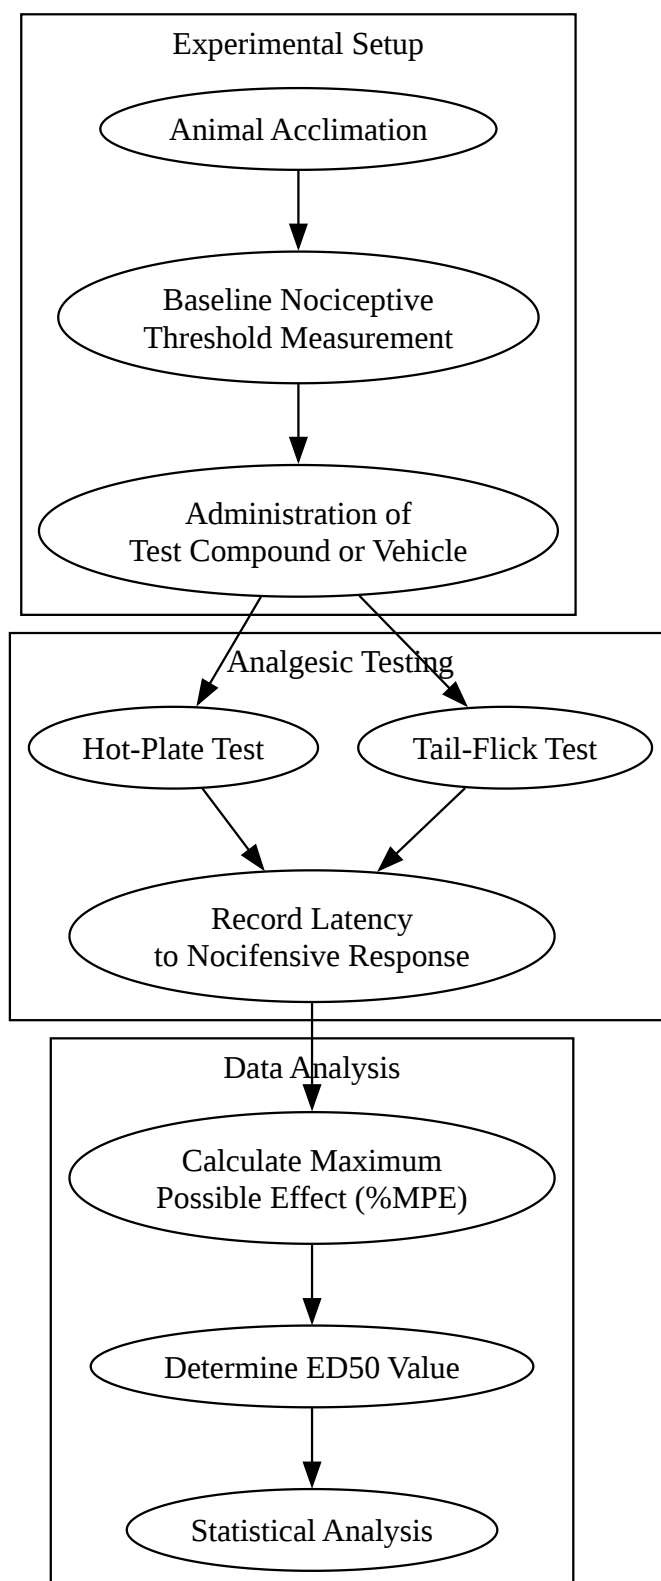 Experimental Setup
Animal Acclimation
Baseline Nociceptive
Threshold Measurement
Administration of
Test Compound or Vehicle
Analgesic Testing
Hot-Plate Test
Tail-Flick Test
Record Latency
to Nocifensive Response
Data Analysis
Calculate Maximum
Possible Effect (%MPE)
Determine ED50 Value
Statistical Analysis